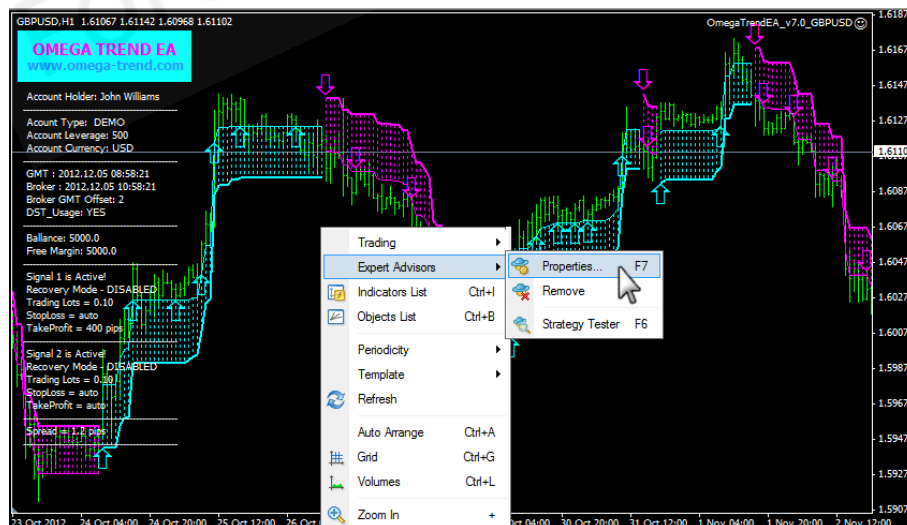 GBPUSD,H1 1.61067 1.61142 1.60968 1.61102
OmegaTrendEA_v7.0_GBPUSD
OMEGA TREND EA
www.omega-trend.com
Account Holder: John Williams
Acount Type: DEMO
Account Leverage: 500
Account Currency: USD
GMT : 2012.12.05 08:58:21
Broker : 2012.12.05 10:58:21
Broker GMT Offset: 2
DST_Usage: YES
Ballance: 5000.0
Free Margin: 5000.0
Signal 1 is Active!
Recovery Mode - DISABLED
Trading Lots = 0.10
StopLoss = auto
TakeProfit = 400 pips
Signal 2 is Active!
Recovery Mode - DISABLED
Trading Lots = 0.10
StopLoss = auto
TakeProfit = auto
Spread = 1.2 pips
Trading
Expert Advisors
Indicators List Ctrl+I
Objects List Ctrl+B
Periodicity
Template
Refresh
Auto Arrange Ctrl+A
Grid Ctrl+G
Volumes Ctrl+L
Zoom In +
Properties... F7
Remove
Strategy Tester F6
1.6187
1.6167
1.6147
1.6127
1.6110
1.6087
1.6067
1.6047
1.6027
1.6007
1.5987
1.5967
1.5947
1.5927
1.5907
23 Oct 2012 24 Oct 04:00 24 Oct 20:00 25 Oct 12:00 26 Oct 04:00 30 Oct 20:00 31 Oct 12:00 1 Nov 04:00 1 Nov 20:00 2 Nov 12:00